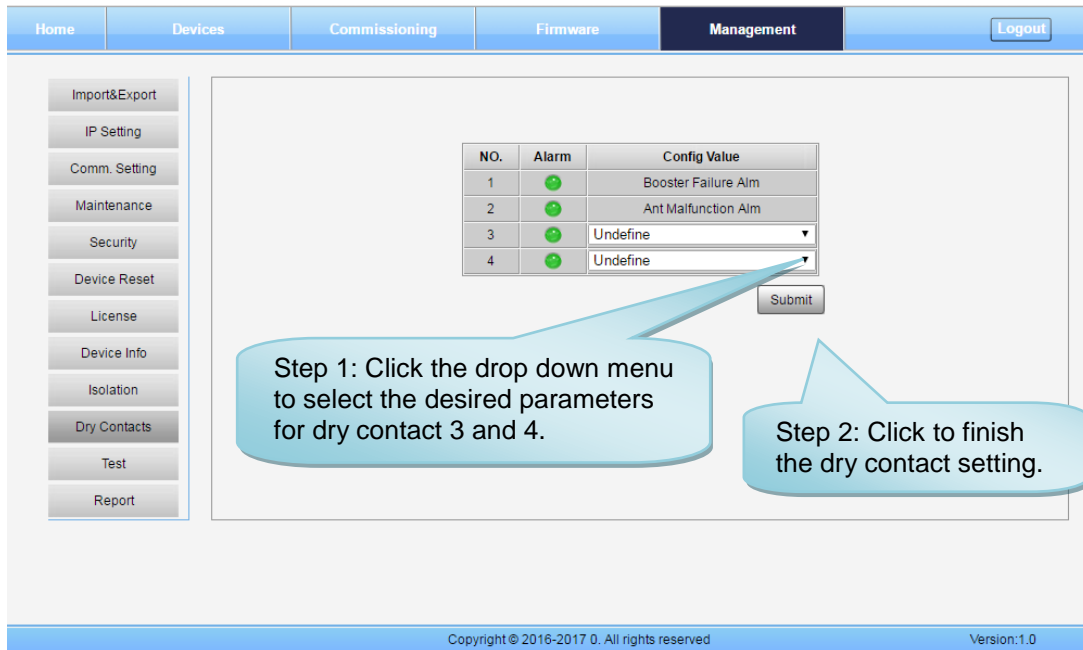 Home Devices Commissioning Firmware Management Logout
Import&Export
IP Setting
Comm. Setting
Maintenance
Security
Device Reset
License
Device Info
Isolation
Dry Contacts
Test
Report
NO. Alarm Config Value
1 Booster Failure Alm
2 Ant Malfunction Alm
3 Undefine
4 Undefine
Submit
Step 1: Click the drop down menu
to select the desired parameters
for dry contact 3 and 4.
Step 2: Click to finish
the dry contact setting.
Copyright © 2016-2017 0. All rights reserved Version:1.0